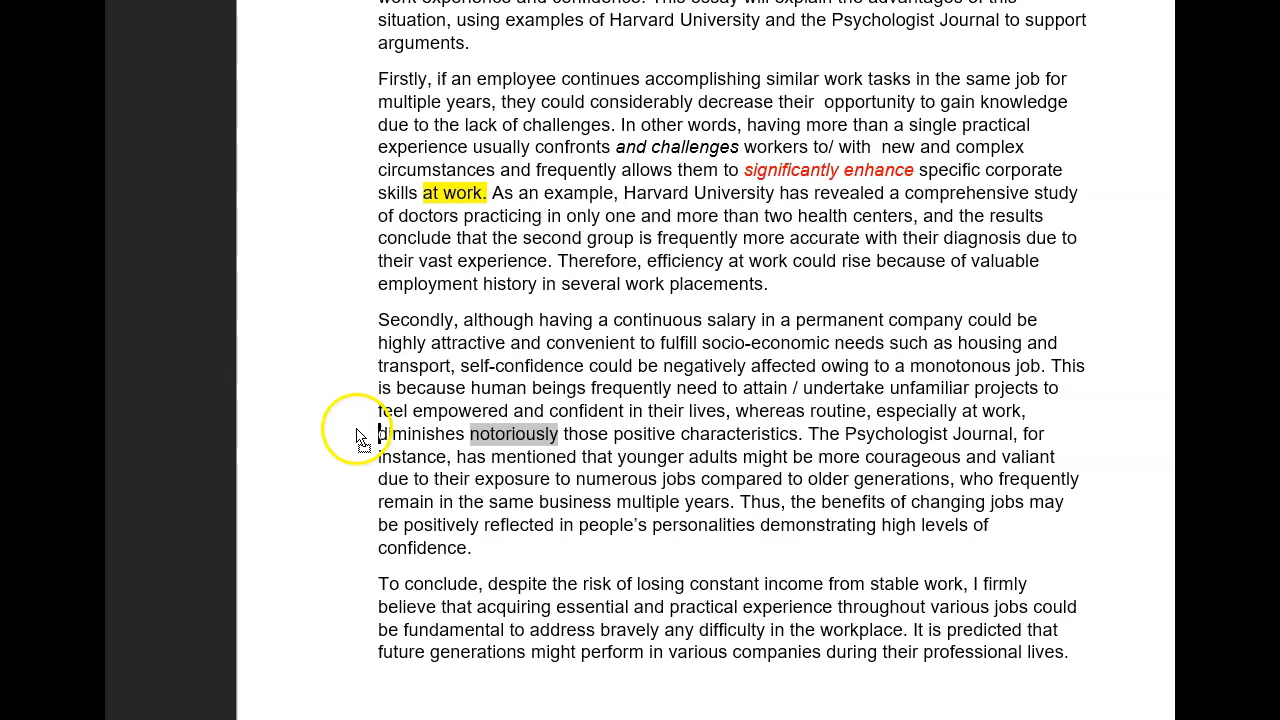 work experience and confidence. This essay will explain the advantages of this
situation, using examples of Harvard University and the Psychologist Journal to support
arguments.
Firstly, if an employee continues accomplishing similar work tasks in the same job for
multiple years, they could considerably decrease their  opportunity to gain knowledge
due to the lack of challenges. In other words, having more than a single practical
experience usually confronts and challenges workers to/ with  new and complex
circumstances and frequently allows them to significantly enhance specific corporate
skills at work. As an example, Harvard University has revealed a comprehensive study
of doctors practicing in only one and more than two health centers, and the results
conclude that the second group is frequently more accurate with their diagnosis due to
their vast experience. Therefore, efficiency at work could rise because of valuable
employment history in several work placements.
Secondly, although having a continuous salary in a permanent company could be
highly attractive and convenient to fulfill socio-economic needs such as housing and
transport, self-confidence could be negatively affected owing to a monotonous job. This
is because human beings frequently need to attain / undertake unfamiliar projects to
feel empowered and confident in their lives, whereas routine, especially at work,
diminishes notoriously those positive characteristics. The Psychologist Journal, for
instance, has mentioned that younger adults might be more courageous and valiant
due to their exposure to numerous jobs compared to older generations, who frequently
remain in the same business multiple years. Thus, the benefits of changing jobs may
be positively reflected in people’s personalities demonstrating high levels of
confidence.
To conclude, despite the risk of losing constant income from stable work, I firmly
believe that acquiring essential and practical experience throughout various jobs could
be fundamental to address bravely any difficulty in the workplace. It is predicted that
future generations might perform in various companies during their professional lives.